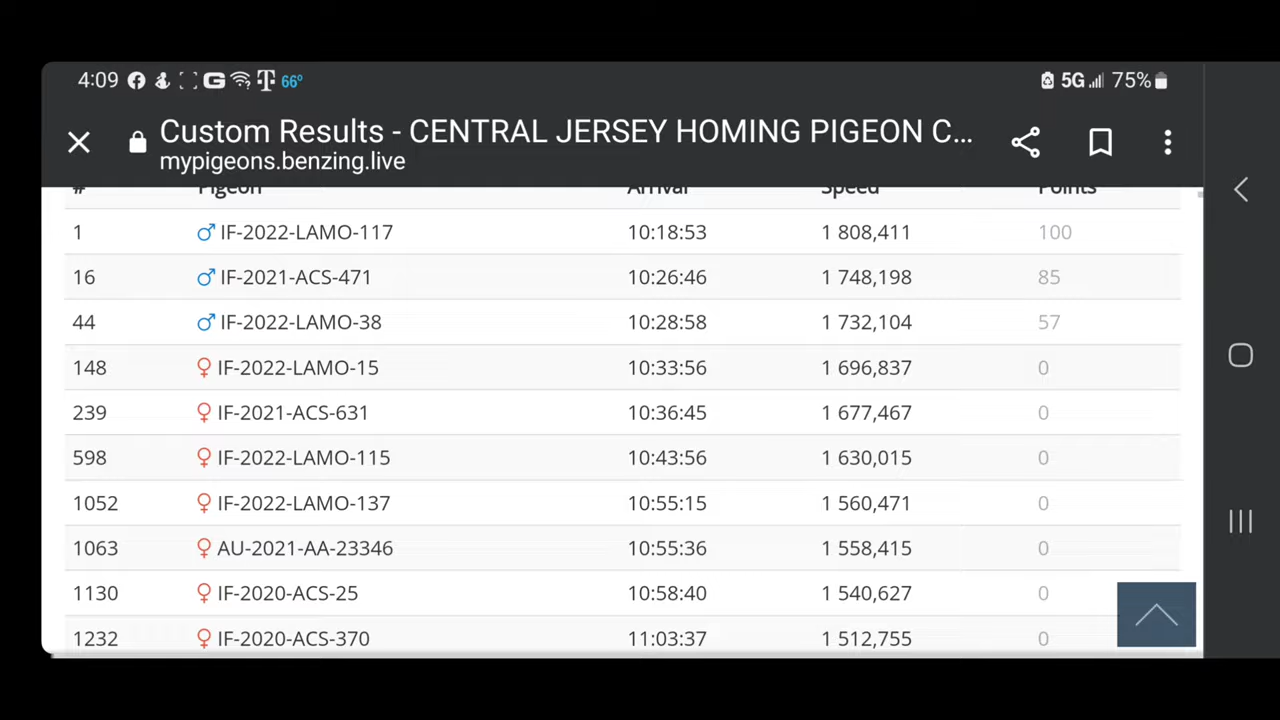 4:09 66° 5G 75%
Custom Results - CENTRAL JERSEY HOMING PIGEON C...
mypigeons.benzing.live
# Pigeon Arrival Speed Points
1 ♂ IF-2022-LAMO-117 10:18:53 1 808,411 100
16 ♂ IF-2021-ACS-471 10:26:46 1 748,198 85
44 ♂ IF-2022-LAMO-38 10:28:58 1 732,104 57
148 ♀ IF-2022-LAMO-15 10:33:56 1 696,837 0
239 ♀ IF-2021-ACS-631 10:36:45 1 677,467 0
598 ♀ IF-2022-LAMO-115 10:43:56 1 630,015 0
1052 ♀ IF-2022-LAMO-137 10:55:15 1 560,471 0
1063 ♀ AU-2021-AA-23346 10:55:36 1 558,415 0
1130 ♀ IF-2020-ACS-25 10:58:40 1 540,627 0
1232 ♀ IF-2020-ACS-370 11:03:37 1 512,755 0